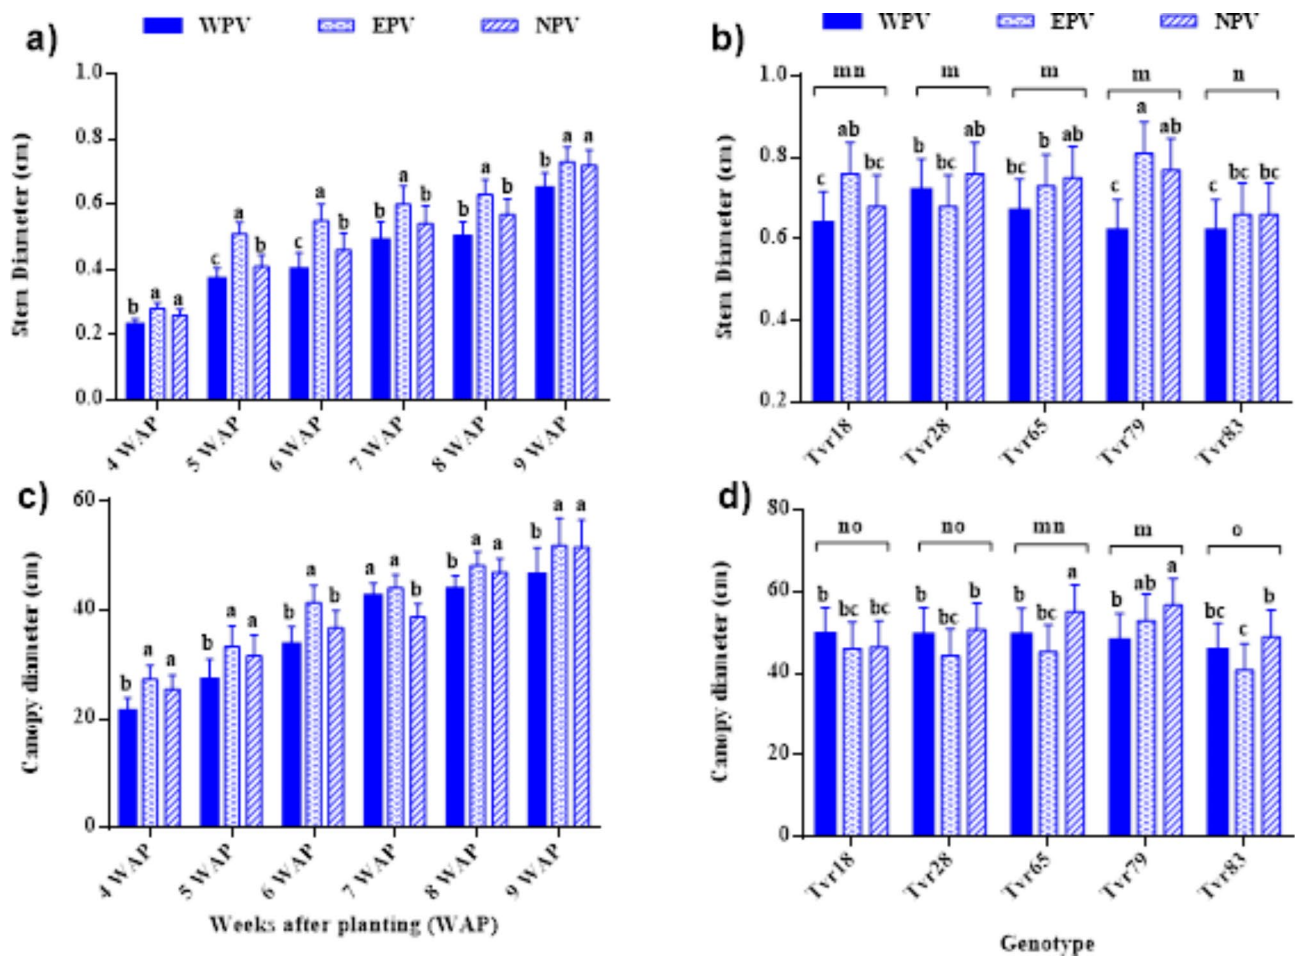 a)
WPV EPV NPV
1.0
0.8
0.6
0.4
0.2
0.0
Stem Diameter (cm)
b a a
c a b
c a b
b a b
b a b
b a a
4 WAP 5 WAP 6 WAP 7 WAP 8 WAP 9 WAP
b)
WPV EPV NPV
1.0
0.8
0.6
0.4
0.2
Stem Diameter (cm)
mn m m m n
c ab bc
b bc ab
bc b ab
c a ab
c bc bc
Tvr18 Tvr28 Tvr65 Tvr79 Tvr83
c)
60
40
20
0
Canopy diameter (cm)
b a a
b a a
b a b
a a b
b a a
b a a
4 WAP 5 WAP 6 WAP 7 WAP 8 WAP 9 WAP
Weeks after planting (WAP)
d)
80
60
40
20
0
Canopy diameter (cm)
no no mn m o
b bc bc
b bc b
b bc a
b ab a
bc c b
Tvr18 Tvr28 Tvr65 Tvr79 Tvr83
Genotype